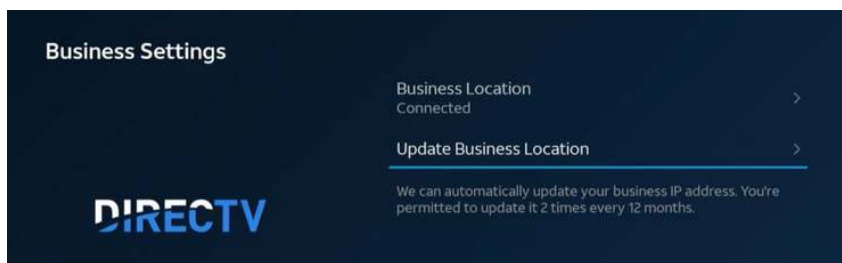 Business Settings
Business Location
Connected
Update Business Location
We can automatically update your business IP address. You're
permitted to update it 2 times every 12 months.
DIRECTV